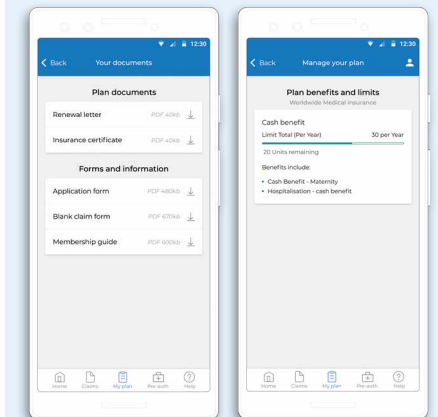 12:30
Back Your documents
Plan documents
Renewal letter PDF 40kb
Insurance certificate PDF 40kb
Forms and information
Application form PDF 480kb
Blank claim form PDF 670kb
Membership guide PDF 600kb
Home Claims My plan Pre-auth Help
12:30
Back Manage your plan
Plan benefits and limits
Worldwide Medical Insurance
Cash benefit
Limit Total (Per Year) 30 per Year
20 Units remaining
Benefits include:
• Cash Benefit - Maternity
• Hospitalisation - cash benefit
Home Claims My plan Pre-auth Help